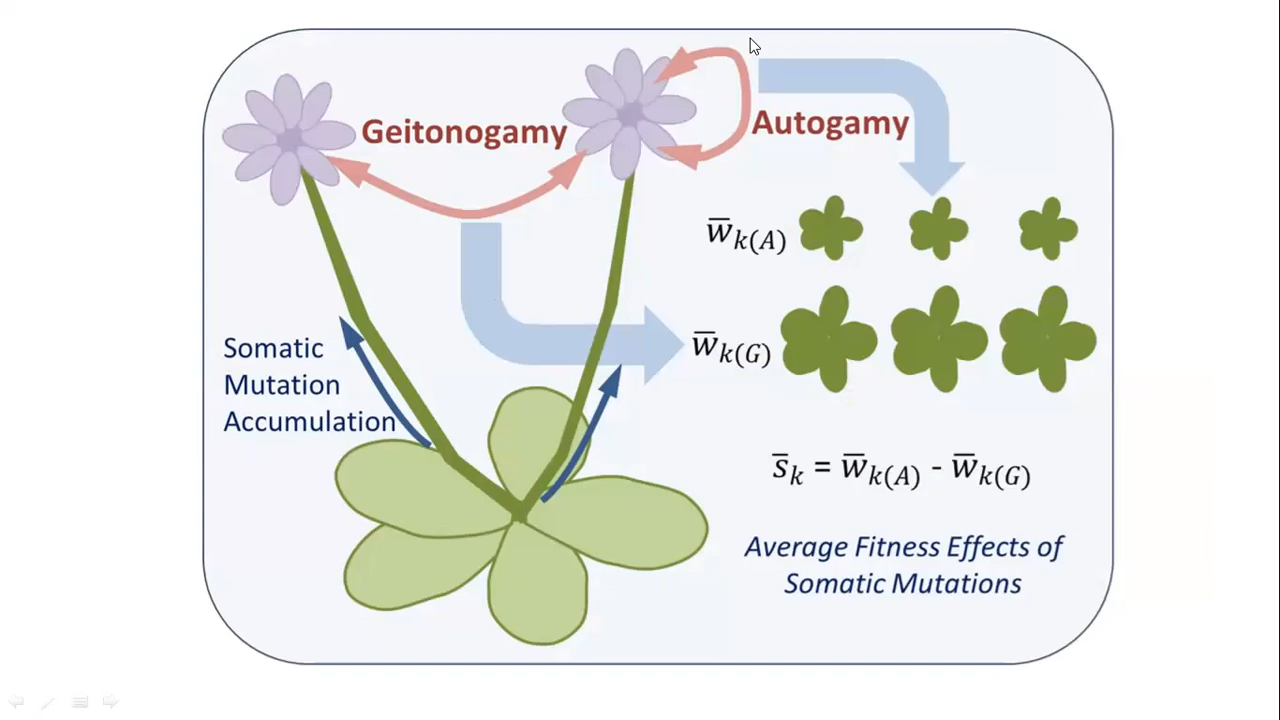 Geitonogamy
Autogamy
w̅k(A)
w̅k(G)
Somatic
Mutation
Accumulation
s̅k = w̅k(A) - w̅k(G)
Average Fitness Effects of
Somatic Mutations